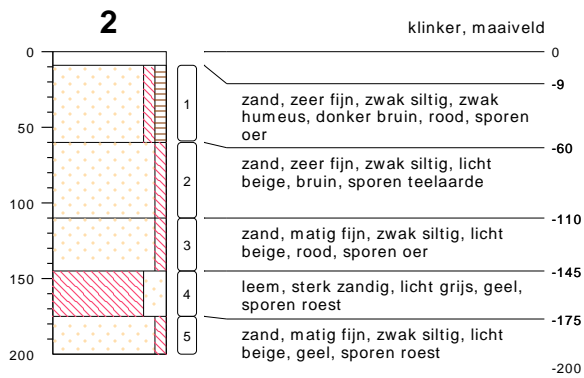 2
klinker, maaiveld
0
0
-9
1
zand, zeer fijn, zwak siltig, zwak
humeus, donker bruin, rood, sporen
oer
50
-60
2
zand, zeer fijn, zwak siltig, licht
beige, bruin, sporen teelaarde
100
-110
3
zand, matig fijn, zwak siltig, licht
beige, rood, sporen oer
150
-145
4
leem, sterk zandig, licht grijs, geel,
sporen roest
-175
5
zand, matig fijn, zwak siltig, licht
beige, geel, sporen roest
200
-200